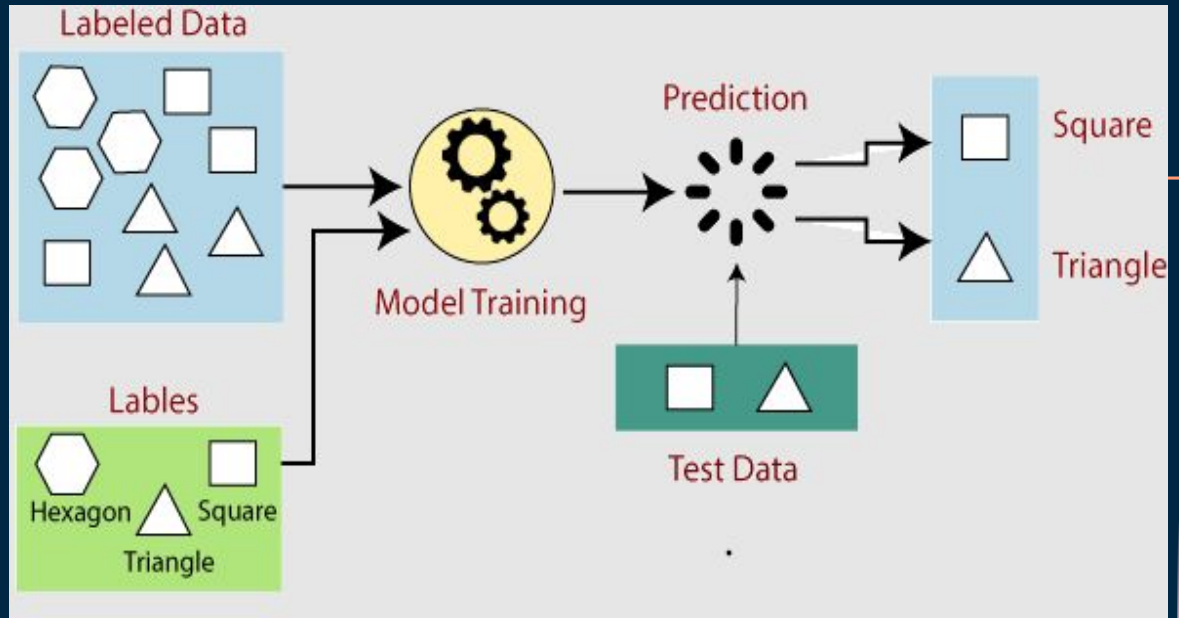 Labeled Data
Prediction
Square
Triangle
Model Training
Lables
Hexagon
Square
Triangle
Test Data
.